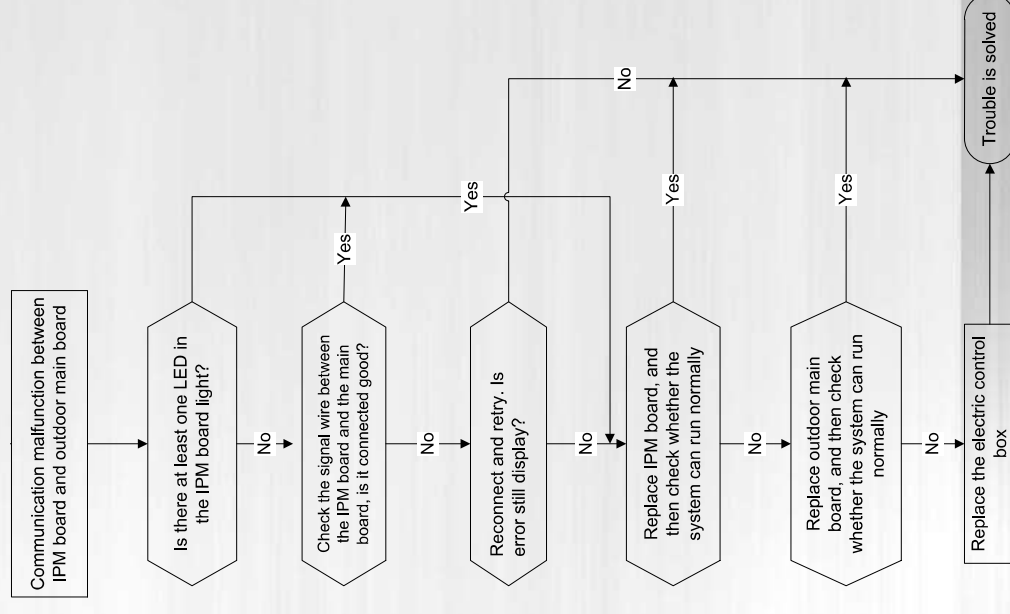 Communication malfunction between
IPM board and outdoor main board
Is there at least one LED in
the IPM board light?
No
Check the signal wire between
the IPM board and the main
board, is it connected good?
Yes
No
Yes
Reconnect and retry. Is
error still display?
No
No
Replace IPM board, and
then check whether the
system can run normally
Yes
No
Replace outdoor main
board, and then check
whether the system can run
normally
Yes
No
Replace the electric control
box
Trouble is solved